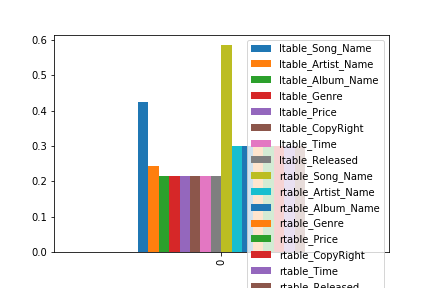 0.6
0.5
0.4
0.3
0.2
0.1
0.0
0
ltable_Song_Name
ltable_Artist_Name
ltable_Album_Name
ltable_Genre
ltable_Price
ltable_CopyRight
ltable_Time
ltable_Released
rtable_Song_Name
rtable_Artist_Name
rtable_Album_Name
rtable_Genre
rtable_Price
rtable_CopyRight
rtable_Time
rtable_Released